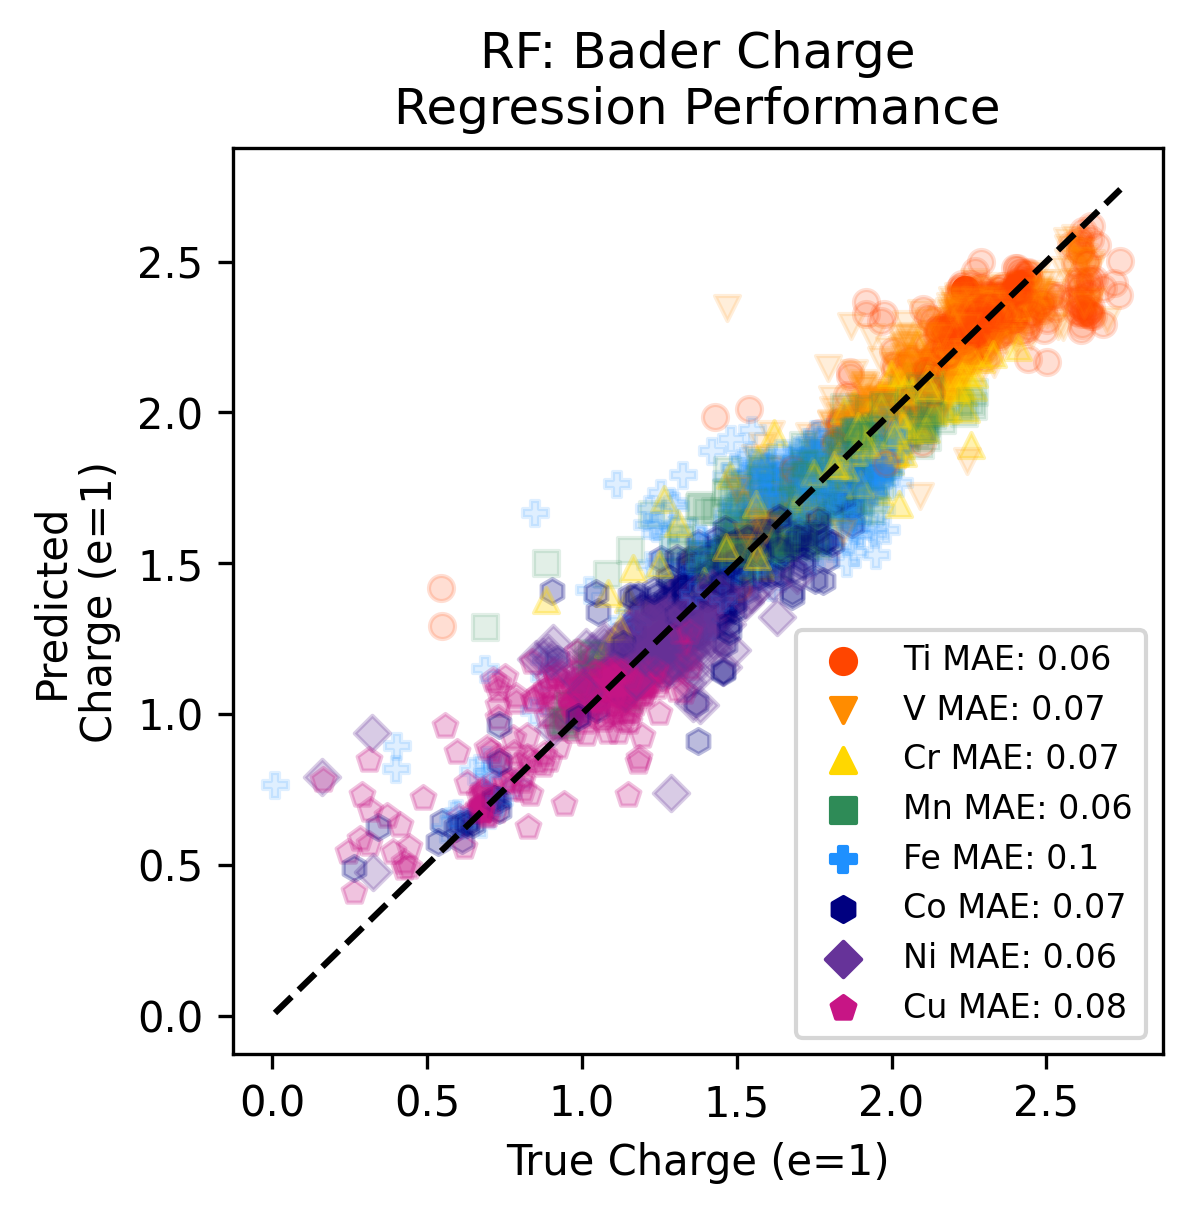 RF: Bader Charge
Regression Performance
Predicted
Charge (e=1)
2.5
2.0
1.5
1.0
0.5
0.0
0.0 0.5 1.0 1.5 2.0 2.5
True Charge (e=1)
Ti MAE: 0.06
V MAE: 0.07
Cr MAE: 0.07
Mn MAE: 0.06
Fe MAE: 0.1
Co MAE: 0.07
Ni MAE: 0.06
Cu MAE: 0.08